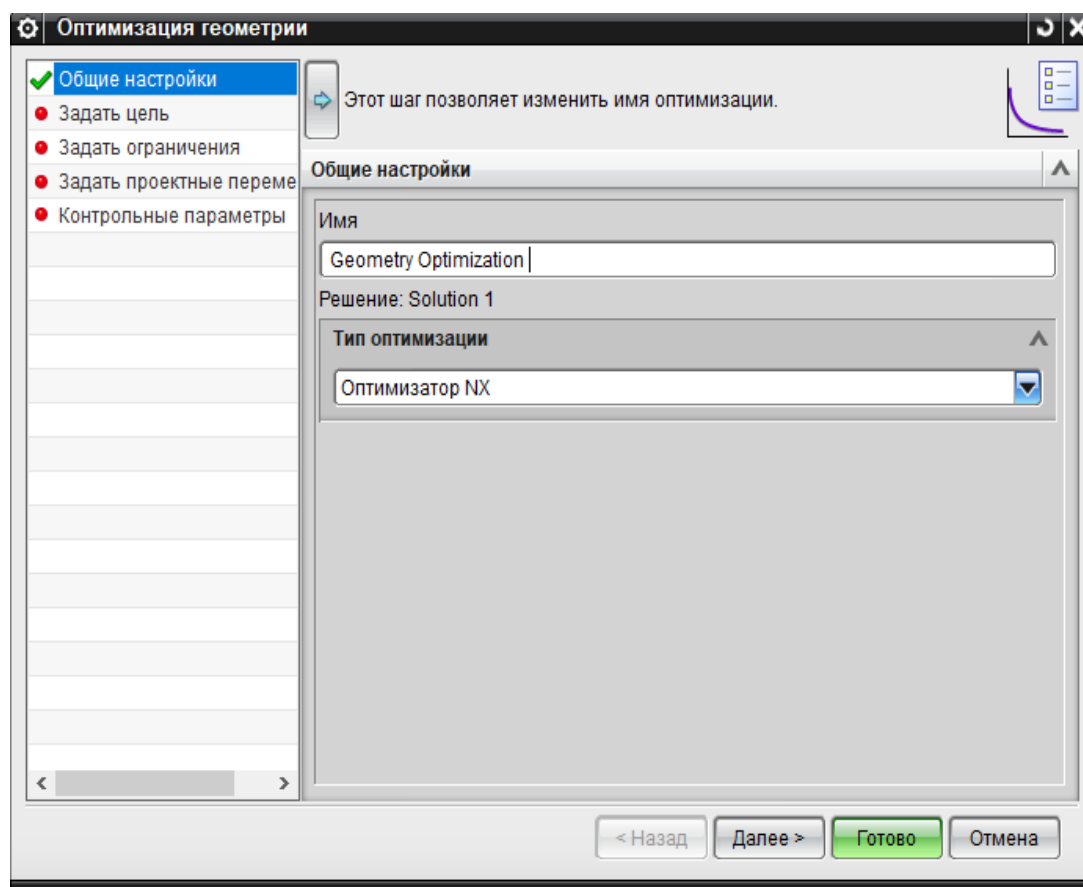 Оптимизация геометрии
Общие настройки
Задать цель
Задать ограничения
Задать проектные переме
Контрольные параметры
Этот шаг позволяет изменить имя оптимизации.
Общие настройки
Имя
Geometry Optimization
Решение: Solution 1
Тип оптимизации
Оптимизатор NX
< Назад
Далее >
Готово
Отмена